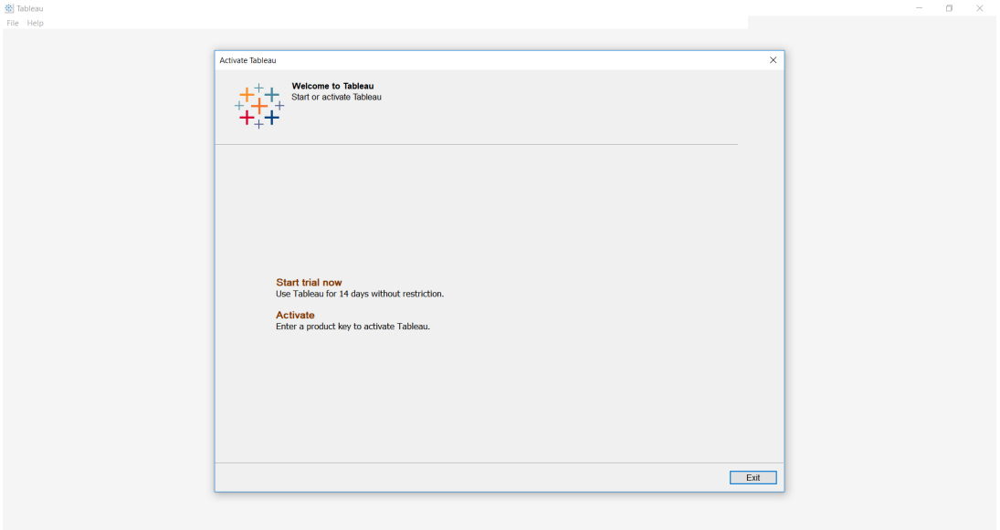 Tableau
File Help
Activate Tableau
Welcome to Tableau
Start or activate Tableau
Start trial now
Use Tableau for 14 days without restriction.
Activate
Enter a product key to activate Tableau.
Exit